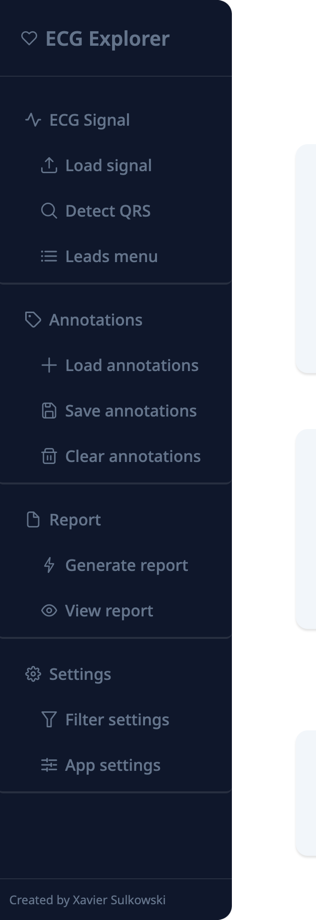 ECG Explorer
ECG Signal
Load signal
Detect QRS
Leads menu
Annotations
Load annotations
Save annotations
Clear annotations
Report
Generate report
View report
Settings
Filter settings
App settings
Created by Xavier Sulkowski